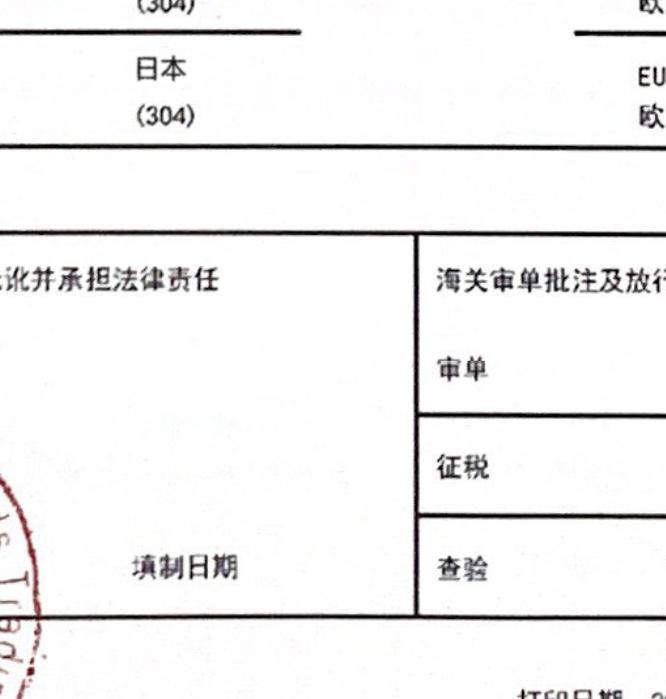 (304)
欧
日本
EU
(304)
欧
讹并承担法律责任
海关审单批注及放行
审单
征税
填制日期
查验
打印日期